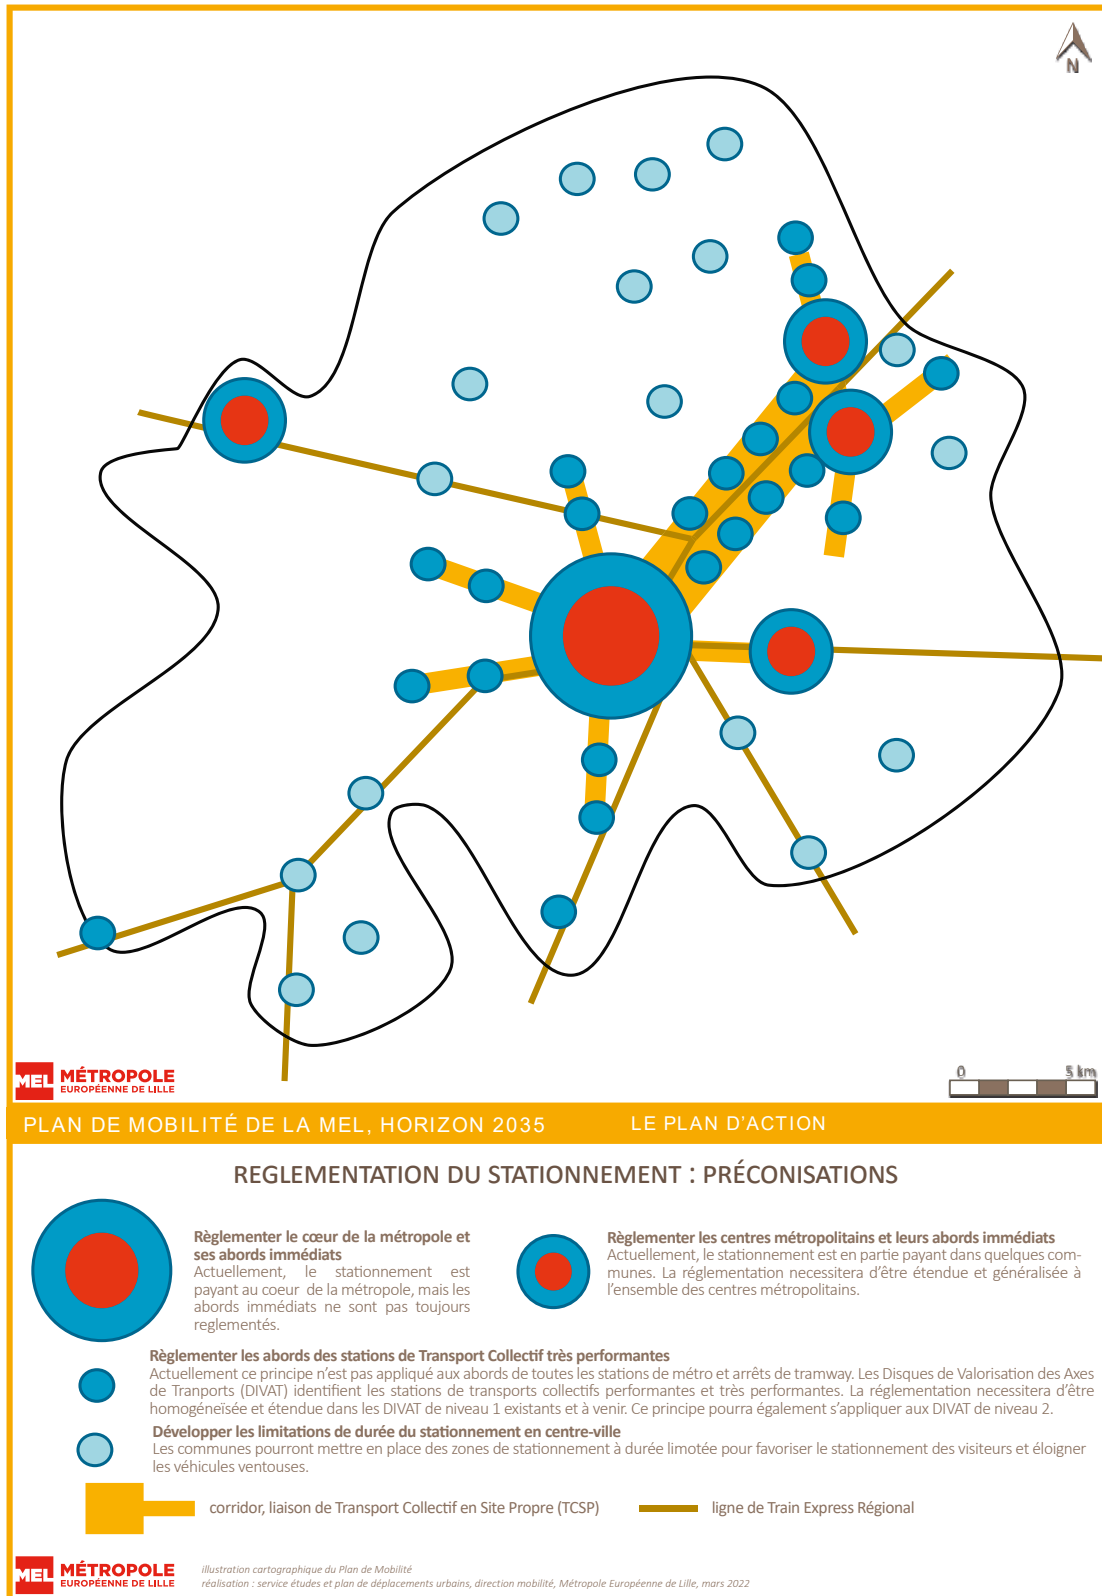 N
0 5 km
MEL MÉTROPOLE
EUROPÉENNE DE LILLE
PLAN DE MOBILITÉ DE LA MEL, HORIZON 2035 LE PLAN D'ACTION
REGLEMENTATION DU STATIONNEMENT : PRÉCONISATIONS
Règlementer le cœur de la métropole et
ses abords immédiats
Actuellement, le stationnement est
payant au coeur de la métropole, mais les
abords immédiats ne sont pas toujours
reglementés.
Règlementer les centres métropolitains et leurs abords immédiats
Actuellement, le stationnement est en partie payant dans quelques com-
munes. La réglementation necessitera d'être étendue et généralisée à
l'ensemble des centres métropolitains.
Règlementer les abords des stations de Transport Collectif très performantes
Actuellement ce principe n'est pas appliqué aux abords de toutes les stations de métro et arrêts de tramway. Les Disques de Valorisation des Axes
de Tranports (DIVAT) identifient les stations de transports collectifs performantes et très performantes. La réglementation necessitera d'être
homogénéïsée et étendue dans les DIVAT de niveau 1 existants et à venir. Ce principe pourra également s'appliquer aux DIVAT de niveau 2.
Développer les limitations de durée du stationnement en centre-ville
Les communes pourront mettre en place des zones de stationnement à durée limotée pour favoriser le stationnement des visiteurs et éloigner
les véhicules ventouses.
corridor, liaison de Transport Collectif en Site Propre (TCSP) ligne de Train Express Régional
MEL MÉTROPOLE
EUROPÉENNE DE LILLE
illustration cartographique du Plan de Mobilité
réalisation : service études et plan de déplacements urbains, direction mobilité, Métropole Européenne de Lille, mars 2022